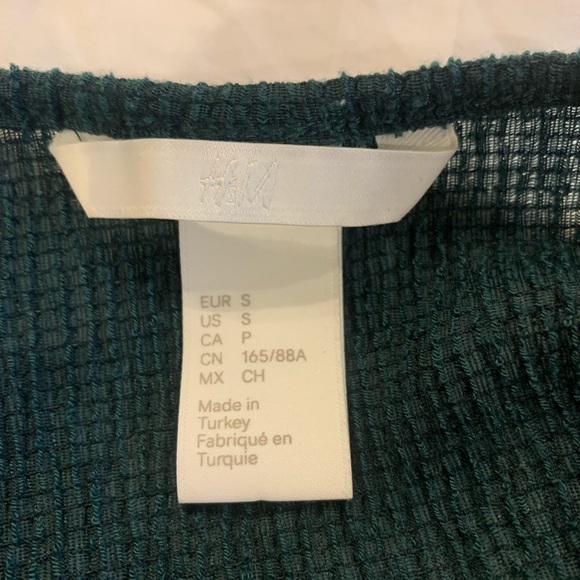 H&M
EUR S
US S
CA P
CN 165/88A
MX CH
Made in
Turkey
Fabriqué en
Turquie